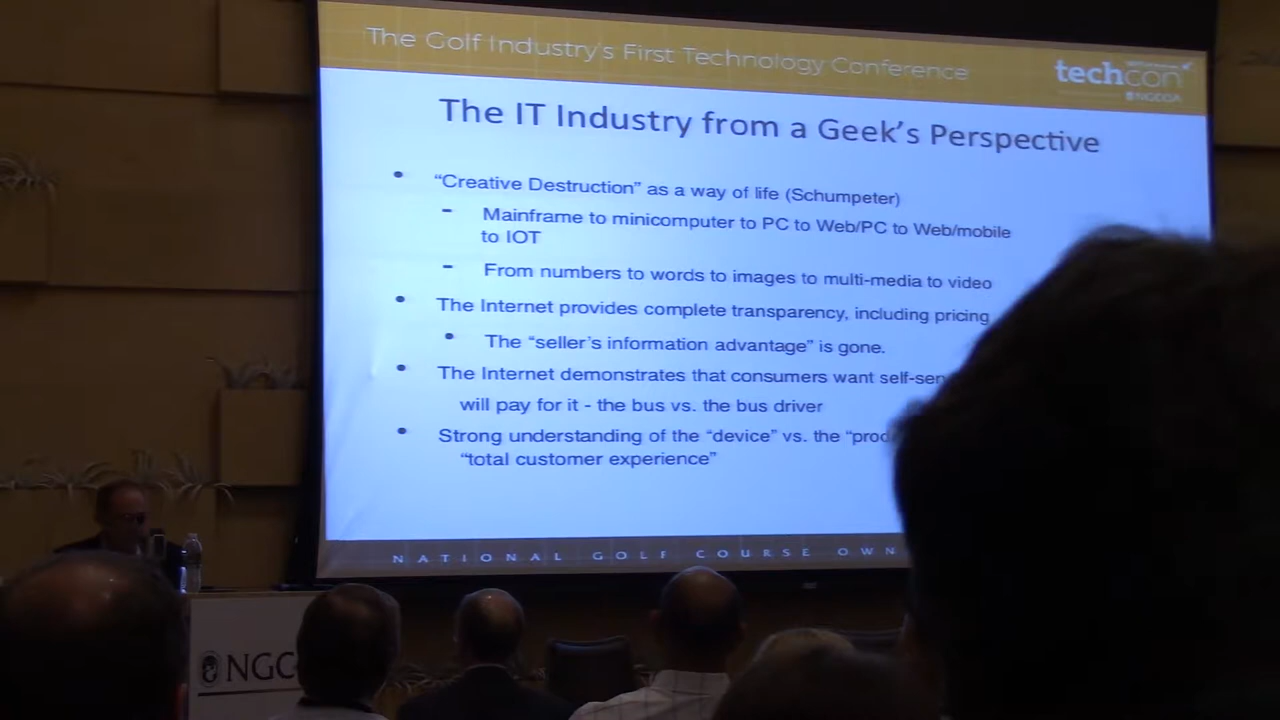 The Golf Industry's First Technology Conference
techcon
NGCOA
The IT Industry from a Geek's Perspective
• "Creative Destruction" as a way of life (Schumpeter)
- Mainframe to minicomputer to PC to Web/PC to Web/mobile
to IOT
- From numbers to words to images to multi-media to video
• The Internet provides complete transparency, including pricing
• The "seller's information advantage" is gone.
• The Internet demonstrates that consumers want self-ser
will pay for it - the bus vs. the bus driver
• Strong understanding of the "device" vs. the "prod
"total customer experience"
NATIONAL GOLF COURSE OWN
NGC